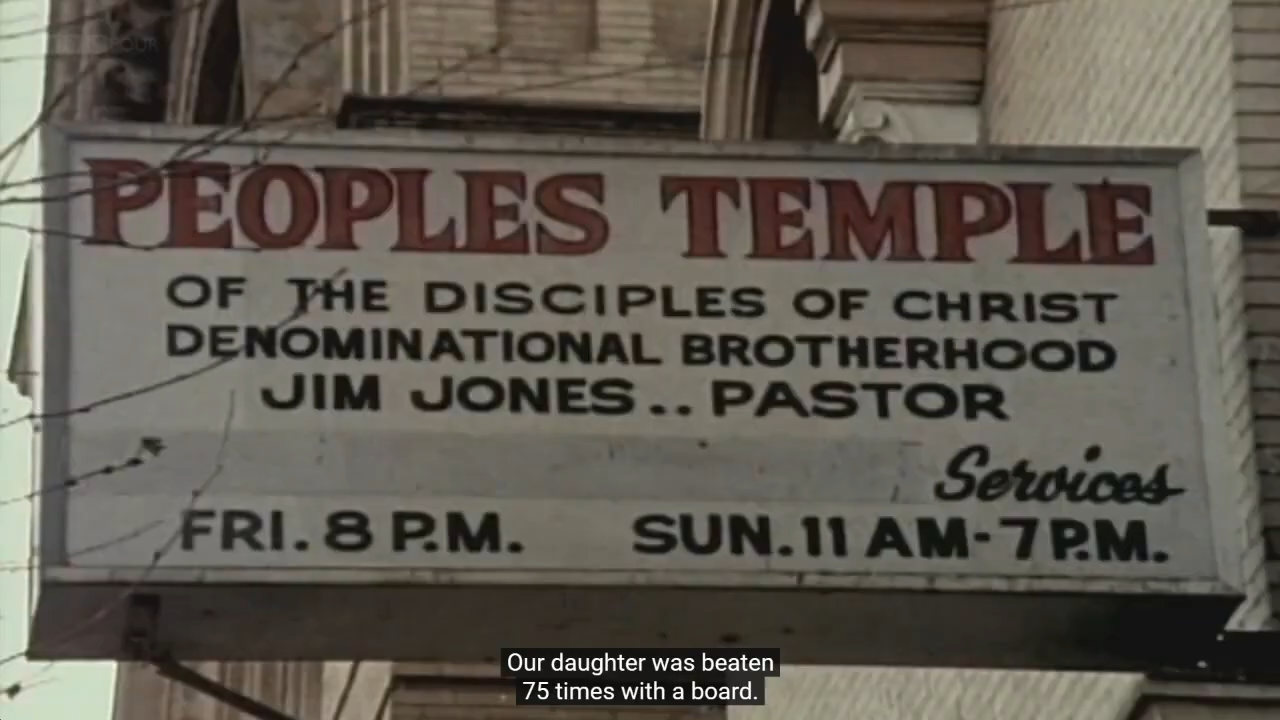 FOUR
PEOPLES TEMPLE
OF THE DISCIPLES OF CHRIST
DENOMINATIONAL BROTHERHOOD
JIM JONES.. PASTOR
Services
FRI. 8 P.M. SUN. 11 AM-7 P.M.
Our daughter was beaten
75 times with a board.